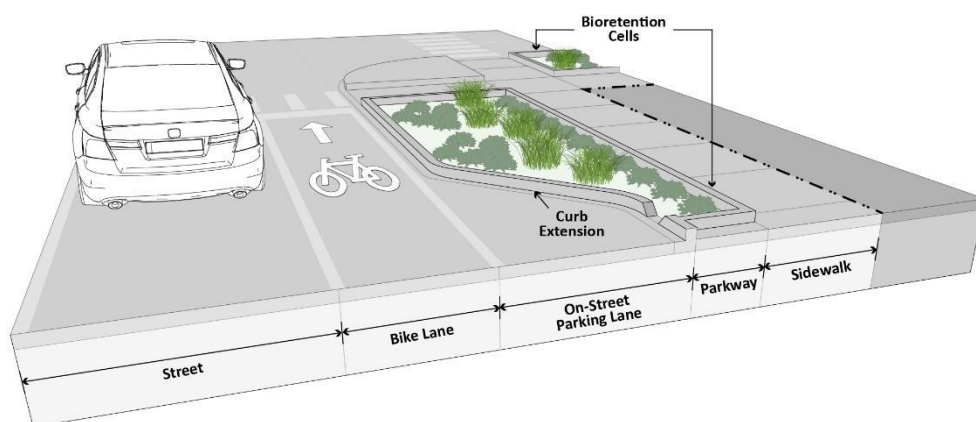 Bioretention
Cells
Curb
Extension
Street
Bike Lane
On-Street
Parking Lane
Parkway
Sidewalk